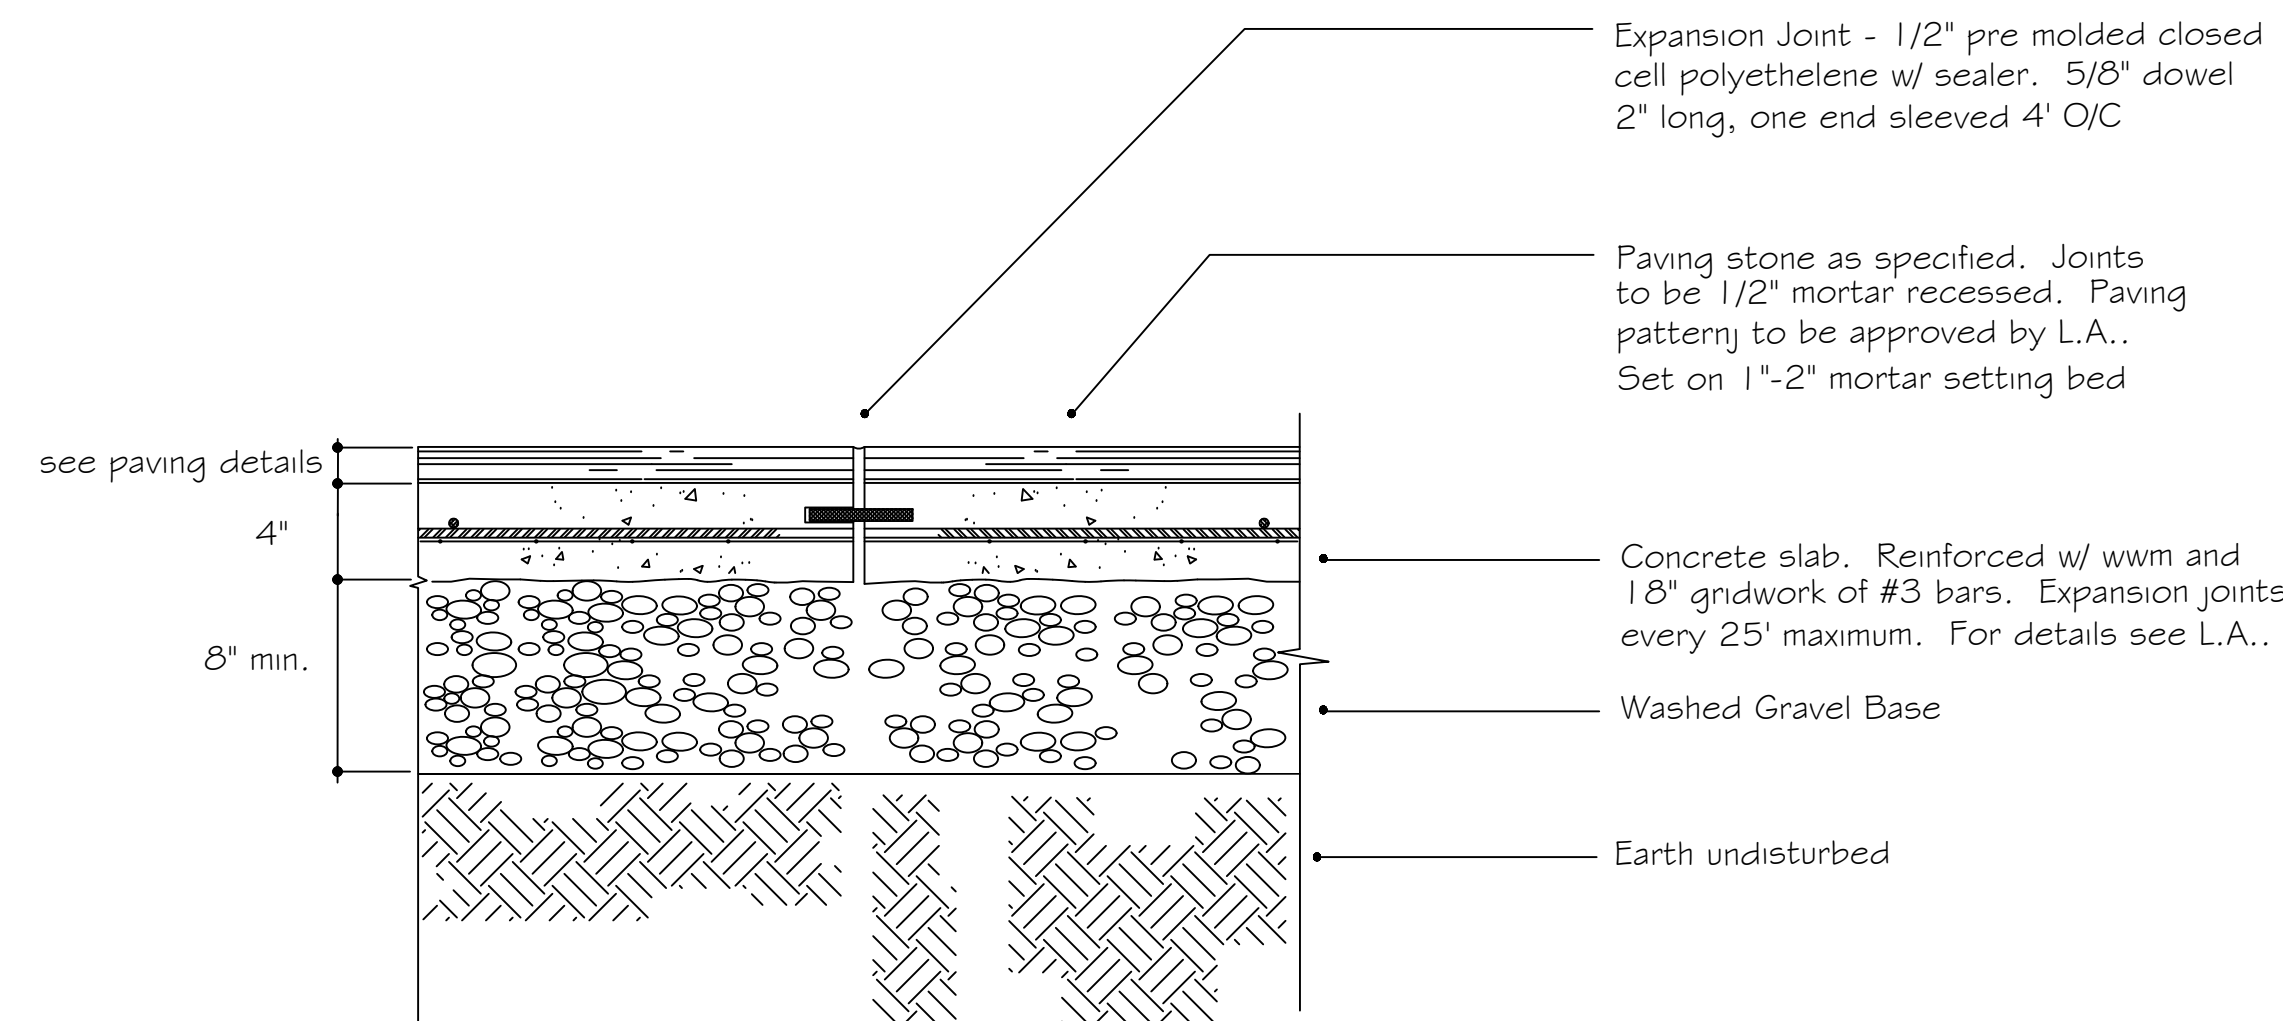 Expansion Joint - 1/2" pre molded closed
cell polyethelene w/ sealer. 5/8" dowel
2" long, one end sleeved 4' O/C
Paving stone as specified. Joints
to be 1/2" mortar recessed. Paving
patternj to be approved by L.A..
Set on 1"-2" mortar setting bed
see paving details
4"
8" min.
Concrete slab. Reinforced w/ wwm and
18" gridwork of #3 bars. Expansion joints
every 25' maximum. For details see L.A..
Washed Gravel Base
Earth undisturbed